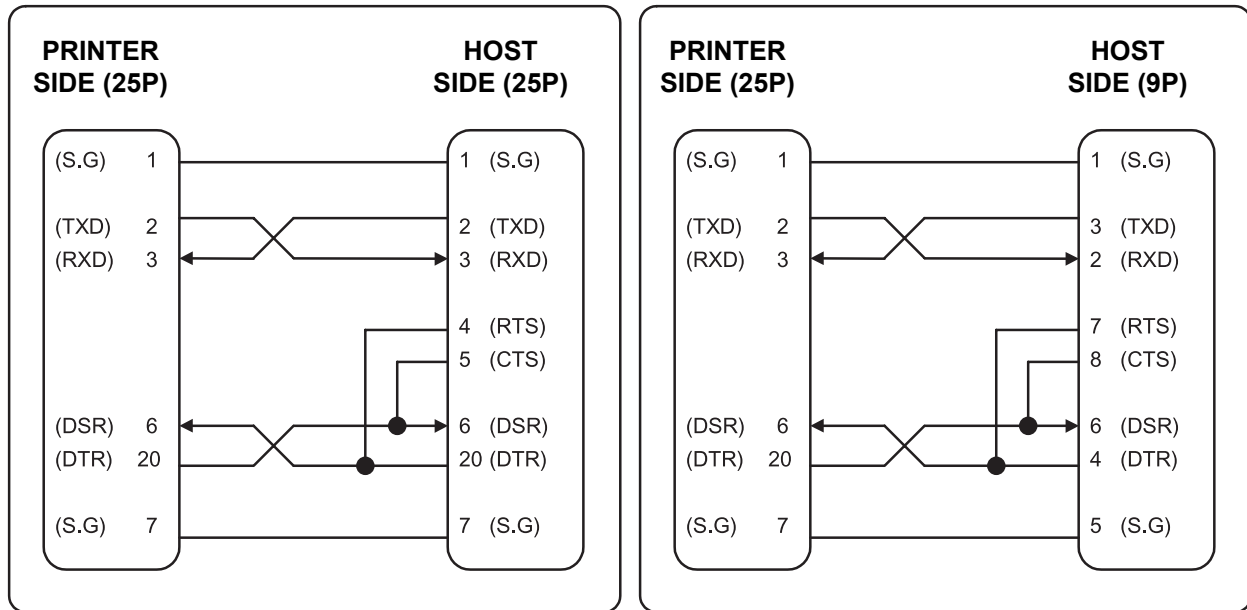 PRINTER
SIDE (25P)
HOST
SIDE (25P)
(S.G) 1
1 (S.G)
(TXD) 2
2 (TXD)
(RXD) 3
3 (RXD)
4 (RTS)
5 (CTS)
(DSR) 6
6 (DSR)
(DTR) 20
20 (DTR)
(S.G) 7
7 (S.G)
PRINTER
SIDE (25P)
HOST
SIDE (9P)
(S.G) 1
1 (S.G)
(TXD) 2
3 (TXD)
(RXD) 3
2 (RXD)
7 (RTS)
8 (CTS)
(DSR) 6
6 (DSR)
(DTR) 20
4 (DTR)
(S.G) 7
5 (S.G)